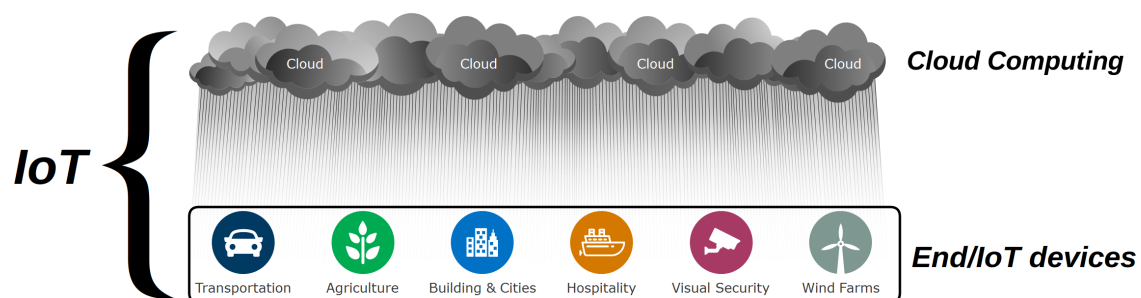 Cloud
Cloud
Cloud
Cloud
Cloud Computing
IoT
End/IoT devices
Transportation
Agriculture
Building & Cities
Hospitality
Visual Security
Wind Farms